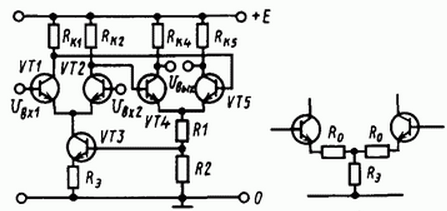 +E
Rк1 Rк2 Rк4 Rк5
VT1 VT2 Uвых
Uвх1 Uвх2 VT4 VT5
VT3 R1
Rэ R2
0
R0 R0
Rэ